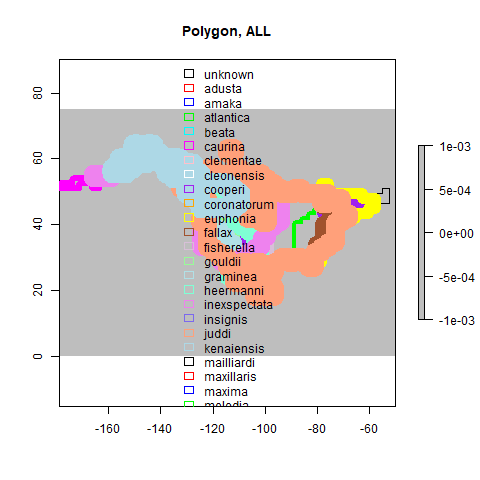 Polygon, ALL
unknown
adusta
amaka
atlantica
beata
caurina
clementae
cleonensis
cooperi
coronatorum
euphonia
fallax
fisherella
gouldii
graminea
heermanni
inexspectata
insignis
juddi
kenaiensis
mailliardi
maxillaris
maxima
melodia
80
60
40
20
0
-160
-140
-120
-100
-80
-60
1e-03
5e-04
0e+00
-5e-04
-1e-03